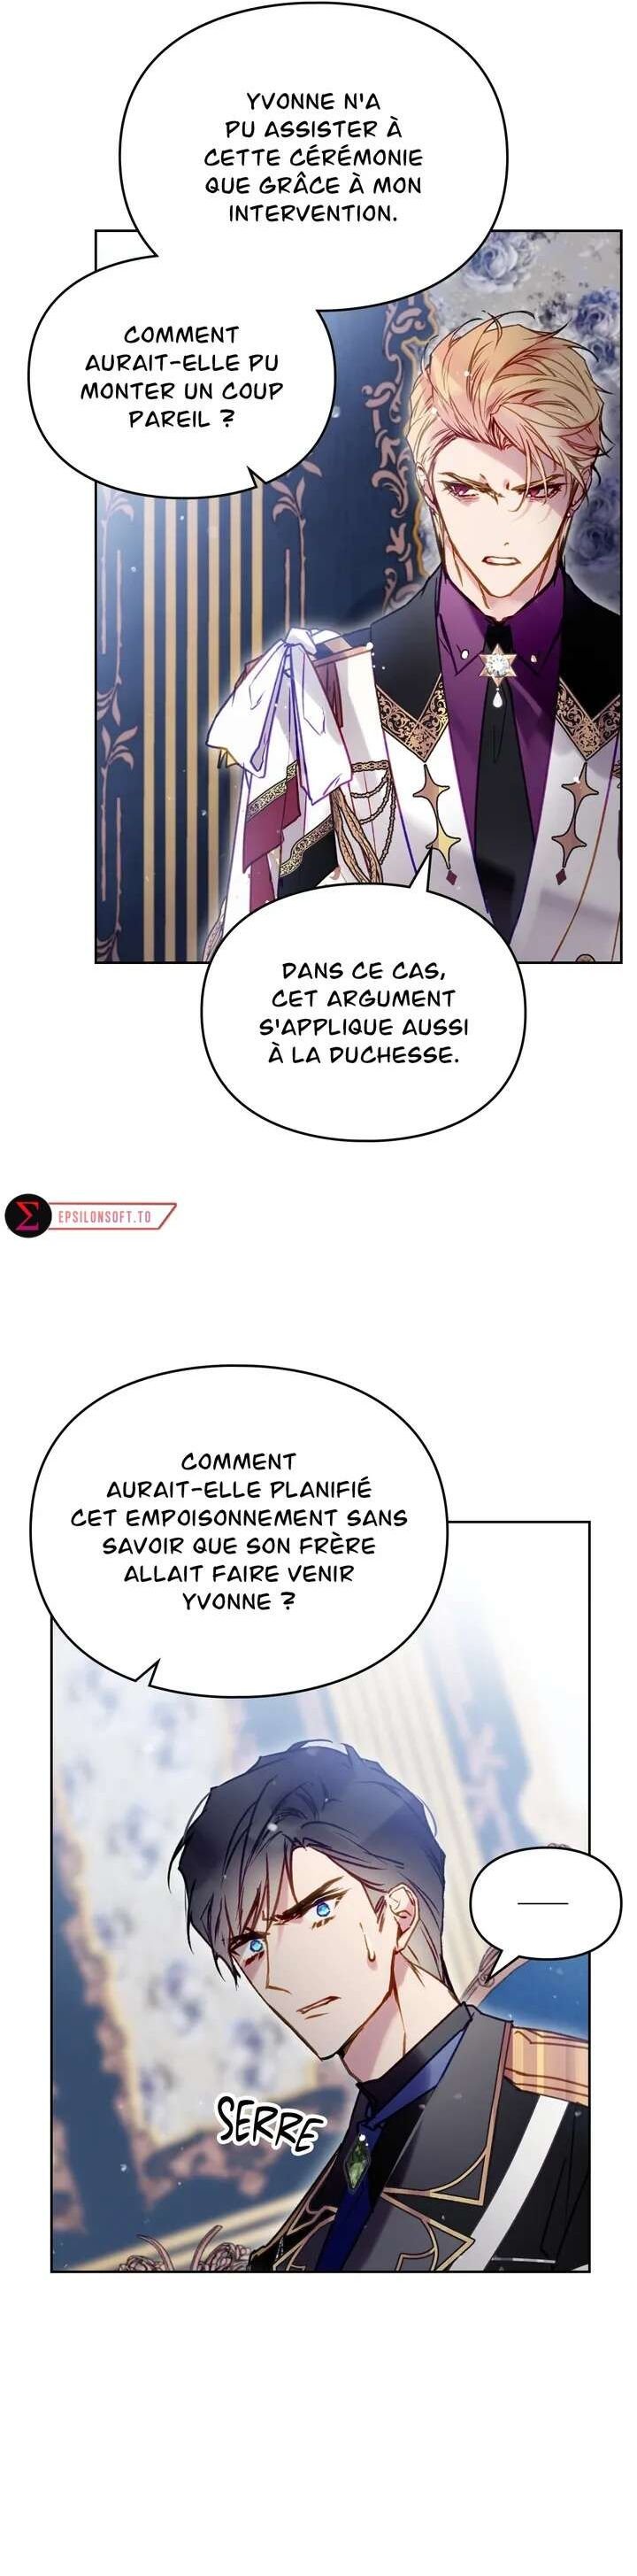 YVONNE N'A
PU ASSISTER À
CETTE CÉRÉMONIE
QUE GRÂCE À MON
INTERVENTION.
COMMENT
AURAIT-ELLE PU
MONTER UN COUP
PAREIL ?
DANS CE CAS,
CET ARGUMENT
S'APPLIQUE AUSSI
À LA DUCHESSE.
EPSILONSOFT.TO
COMMENT
AURAIT-ELLE PLANIFIÉ
CET EMPOISONNEMENT SANS
SAVOIR QUE SON FRÈRE
ALLAIT FAIRE VENIR
YVONNE ?
——
SERRE